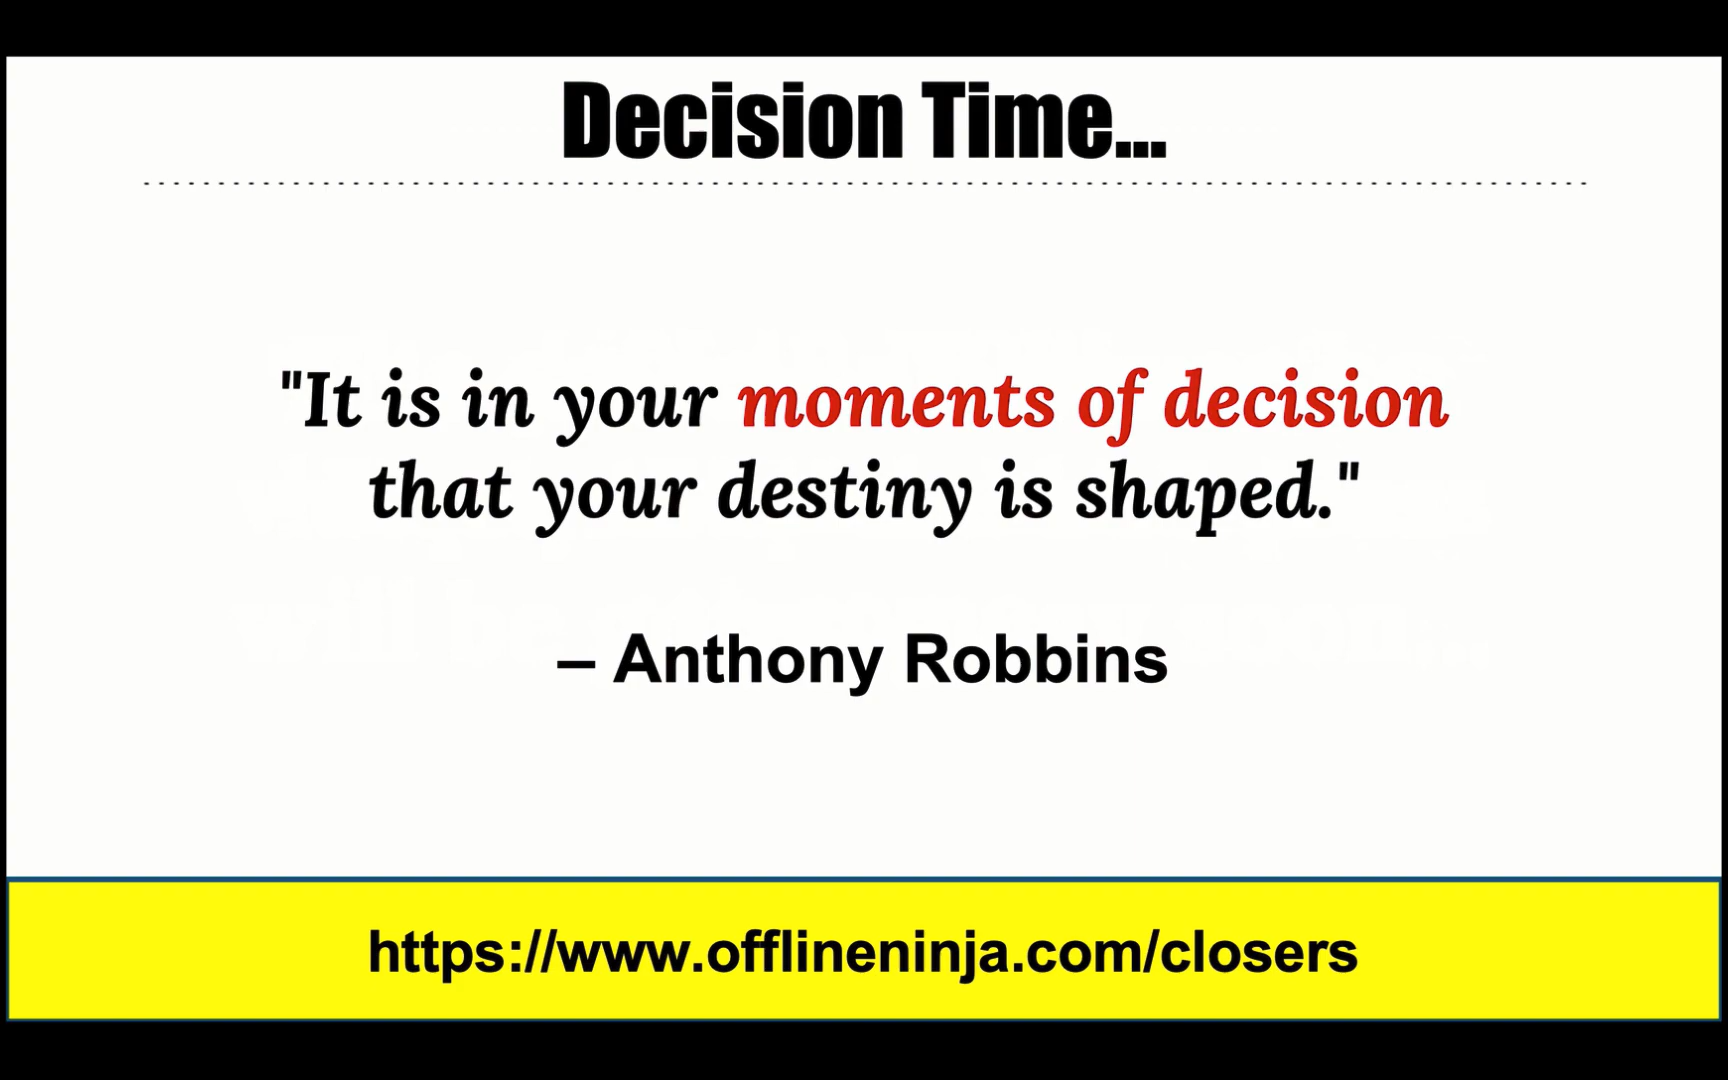 Decision Time...
"It is in your moments of decision
that your destiny is shaped."
– Anthony Robbins
https://www.offlineninja.com/closers